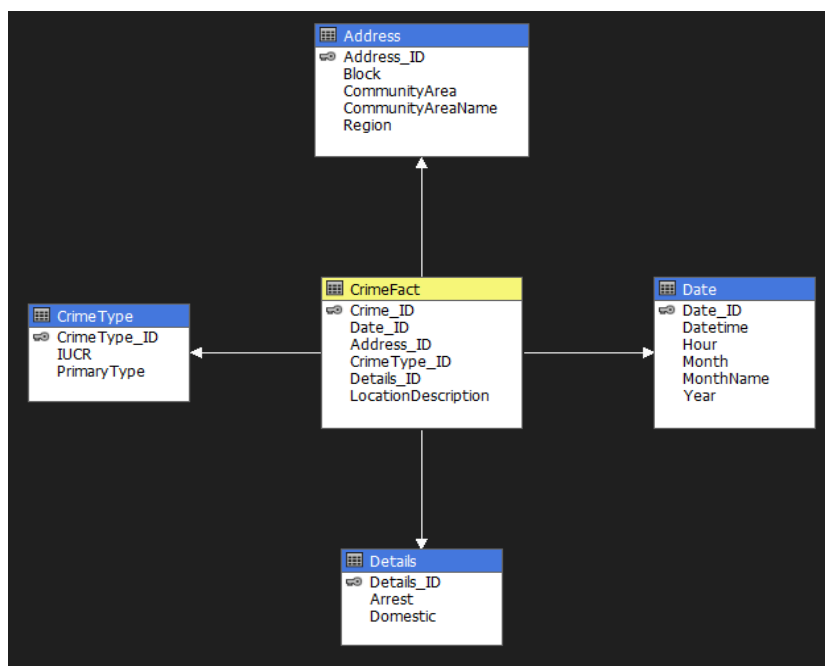 Address
Address_ID
Block
CommunityArea
CommunityAreaName
Region
CrimeType
CrimeType_ID
IUCR
PrimaryType
CrimeFact
Crime_ID
Date_ID
Address_ID
CrimeType_ID
Details_ID
LocationDescription
Date
Date_ID
Datetime
Hour
Month
MonthName
Year
Details
Details_ID
Arrest
Domestic